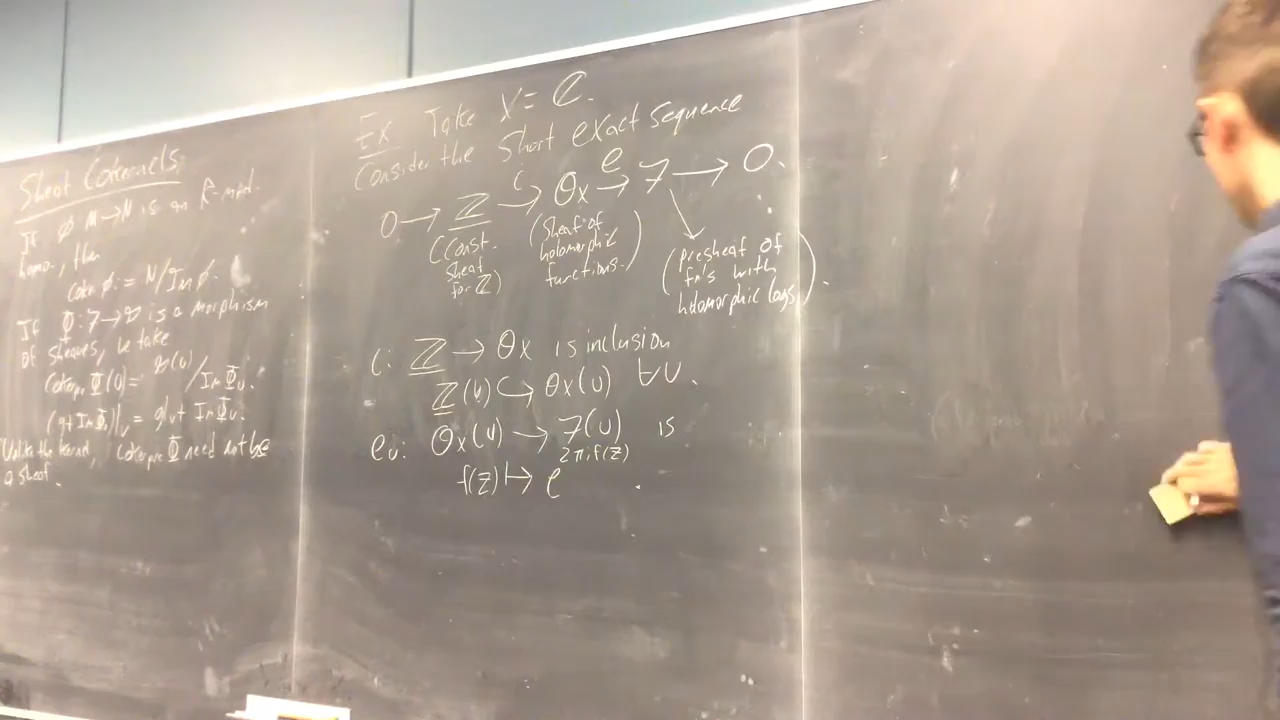 Sheaf Cokernels
If φ: M→N is an R-mod.
homo, then
coker φ := N/Im φ.
If Φ: F→G is a morphism
of sheaves, we take
Coker_pre Φ(U) = G(U)/Im Φ_U.
(g + Im Φ_U)|_V = g|_V + Im Φ_V.
Unlike the kernel, Coker_pre Φ need not be
a sheaf.
Ex Take X = ℂ.
Consider the short exact sequence
0 → ℤ ↪ O_X → F → 0.
c
e
(Const. sheaf for ℤ)
(Sheaf of holomorphic functions.)
(presheaf of fn's with holomorphic logs).
c: ℤ → O_X is inclusion
ℤ(U) ↪ O_X(U) ∀U.
e_U: O_X(U) → F(U) is
f(z) ↦ e^{2πi f(z)}